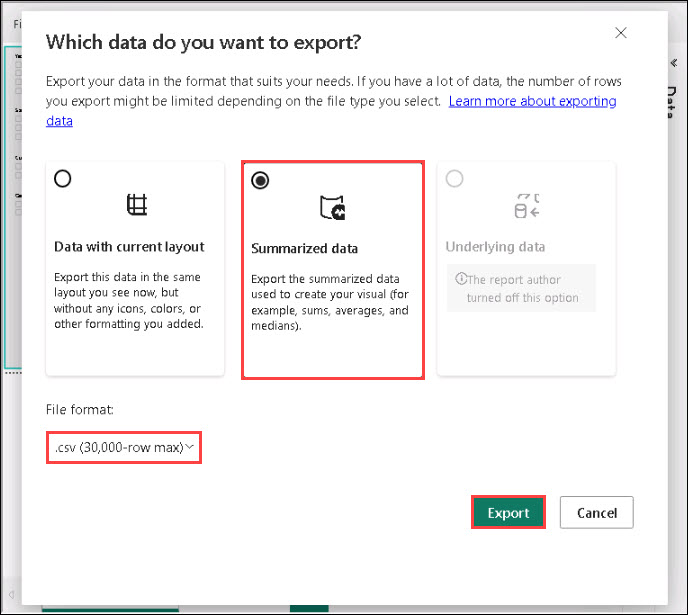 Fi
Which data do you want to export?
Export your data in the format that suits your needs. If you have a lot of data, the number of rows
you export might be limited depending on the file type you select. Learn more about exporting
data
Data
Data with current layout
Export this data in the same
layout you see now, but
without any icons, colors, or
other formatting you added.
Summarized data
Export the summarized data
used to create your visual (for
example, sums, averages, and
medians).
Underlying data
The report author
turned off this option
File format:
.csv (30,000-row max)
Export
Cancel